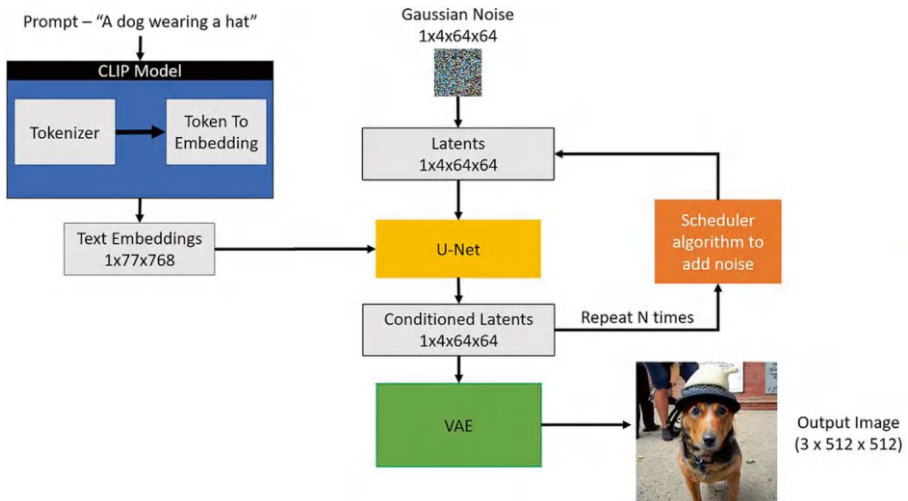 Prompt – “A dog wearing a hat”
CLIP Model
Tokenizer
Token To
Embedding
Text Embeddings
1x77x768
Gaussian Noise
1x4x64x64
Latents
1x4x64x64
U-Net
Conditioned Latents
1x4x64x64
Repeat N times
Scheduler
algorithm to
add noise
VAE
Output Image
(3 x 512 x 512)